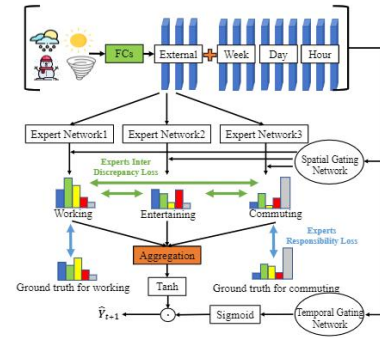 FCs External Week Day Hour
Expert Network1 Expert Network2 Expert Network3
Experts Inter
Discrepancy Loss
Spatial Gating
Network
Working Entertaining Commuting
Experts
Responsibility Loss
Aggregation
Ground truth for working Ground truth for commuting
Tanh
Ŷt+1
Sigmoid
Temporal Gating
Network